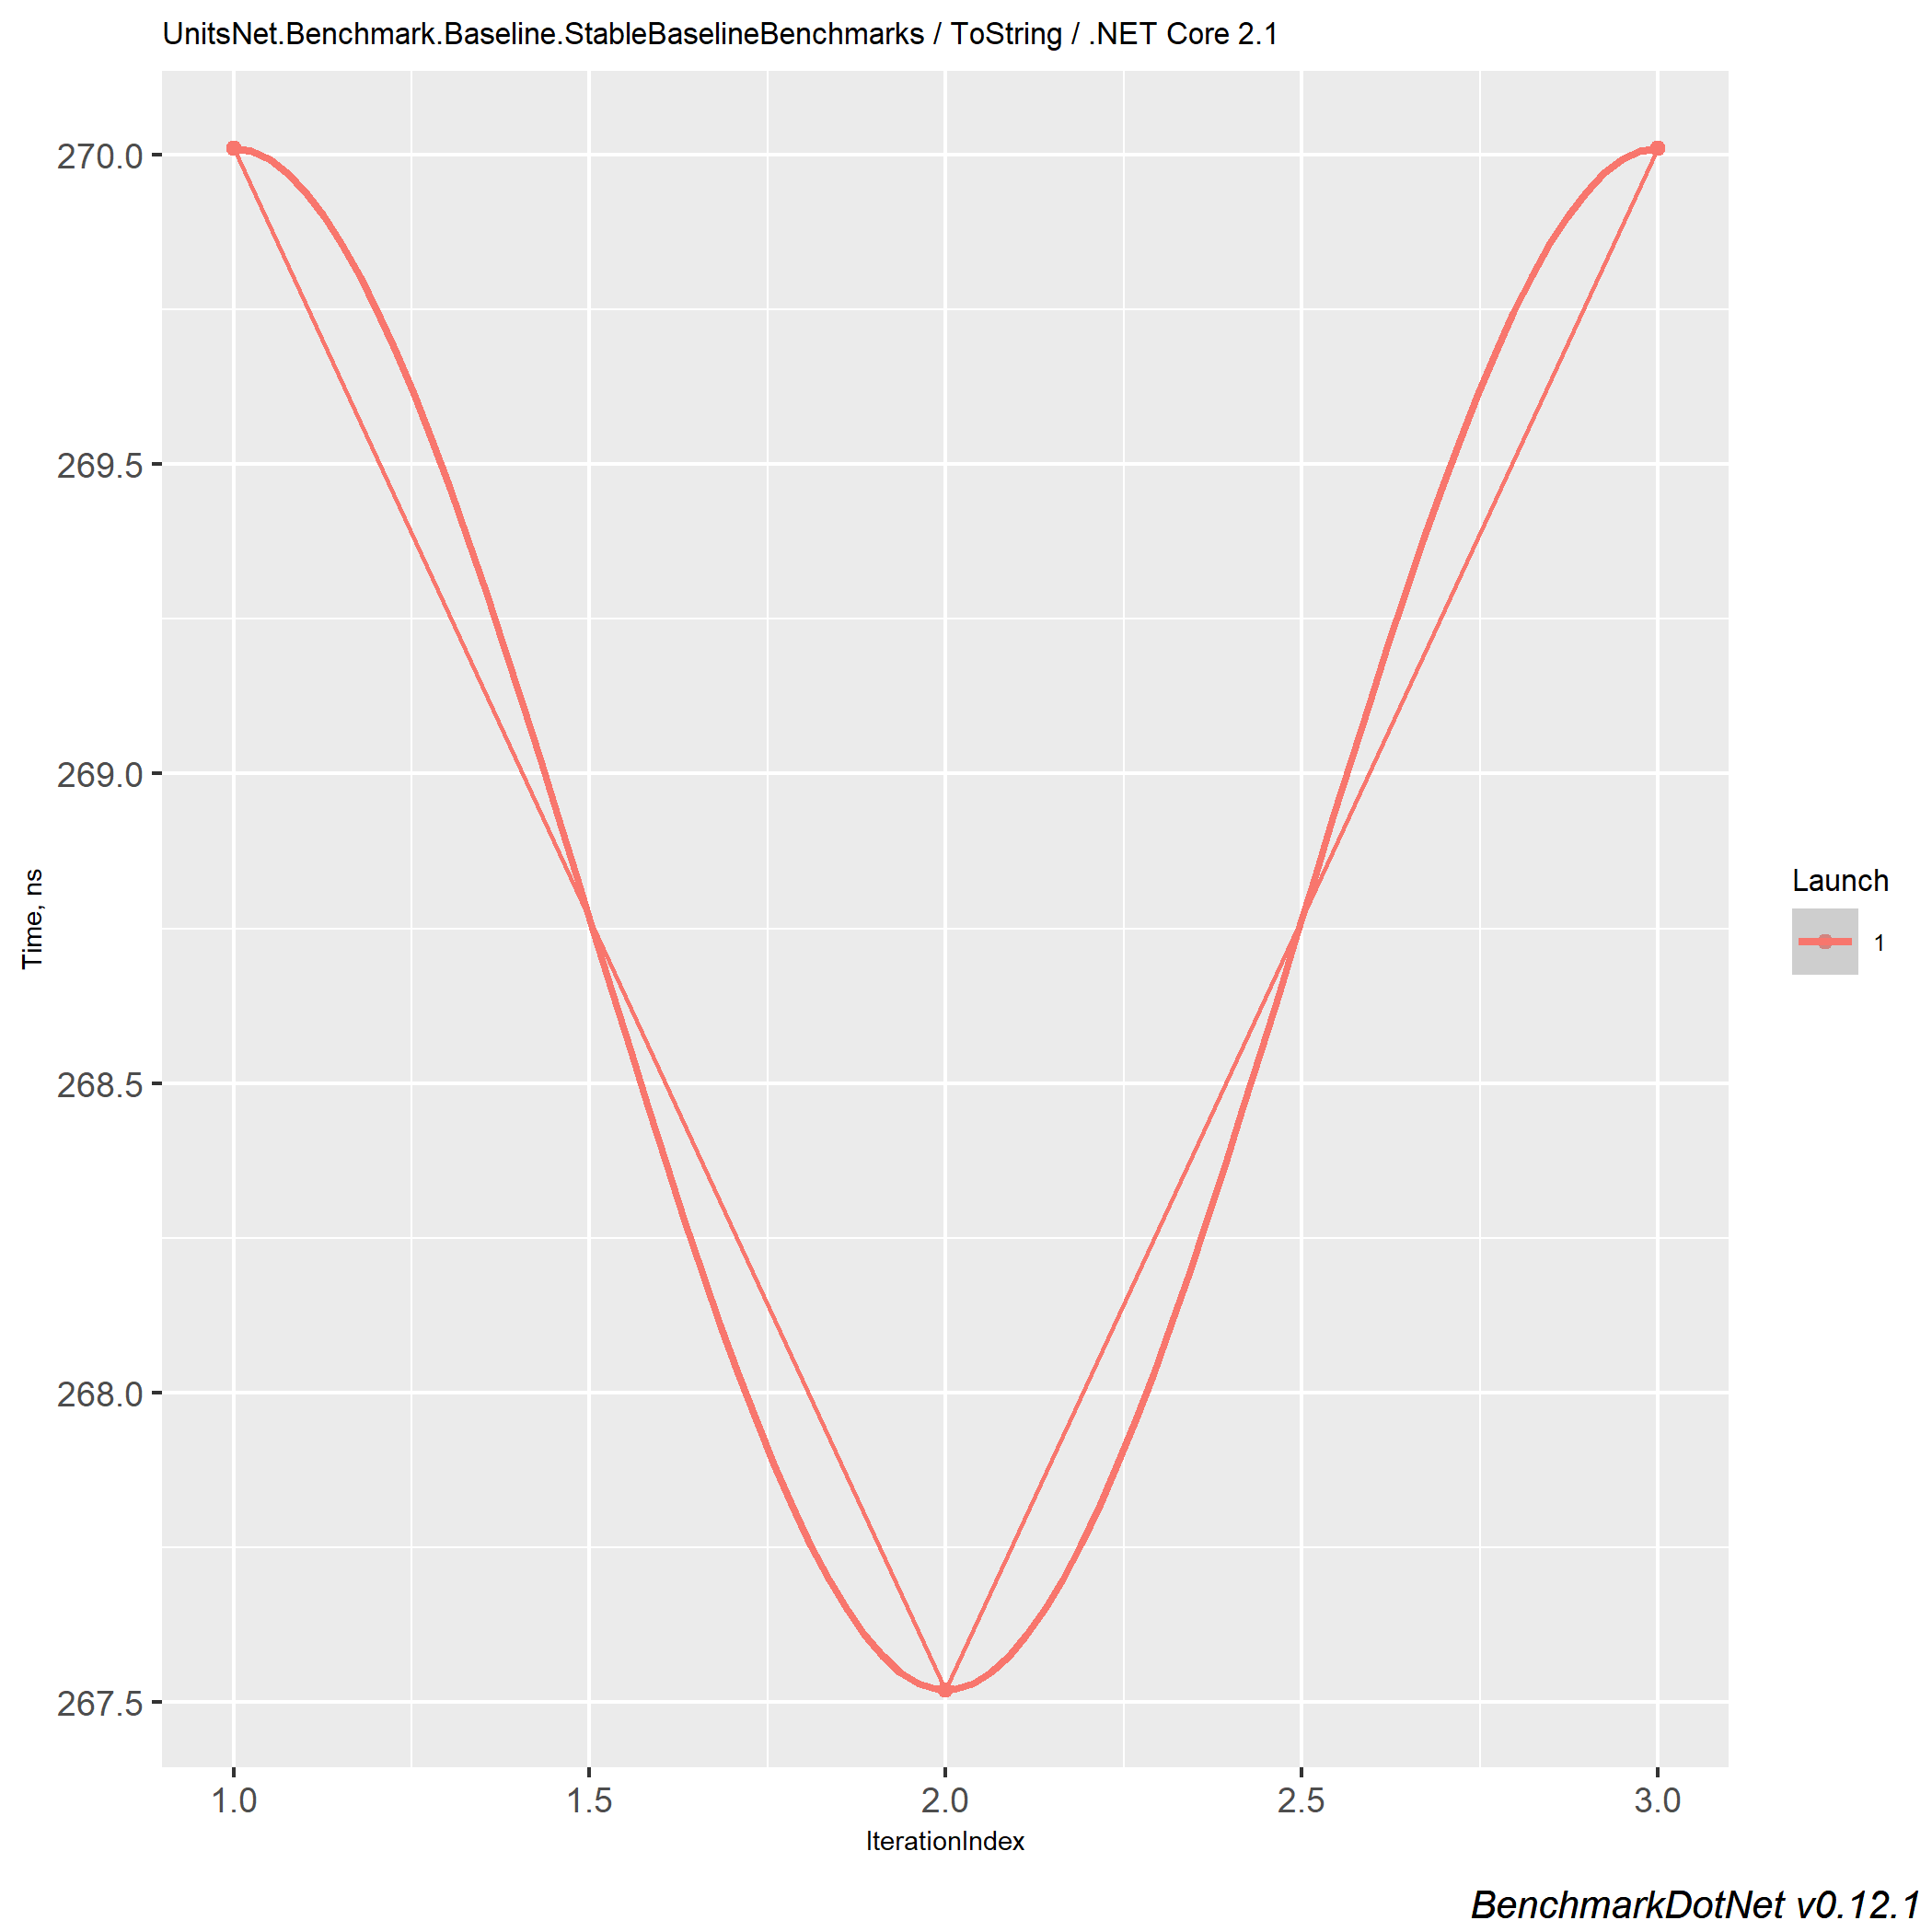 UnitsNet.Benchmark.Baseline.StableBaselineBenchmarks / ToString / .NET Core 2.1
270.0
269.5
269.0
268.5
268.0
267.5
Time, ns
1.0 1.5 2.0 2.5 3.0
IterationIndex
Launch
1
BenchmarkDotNet v0.12.1